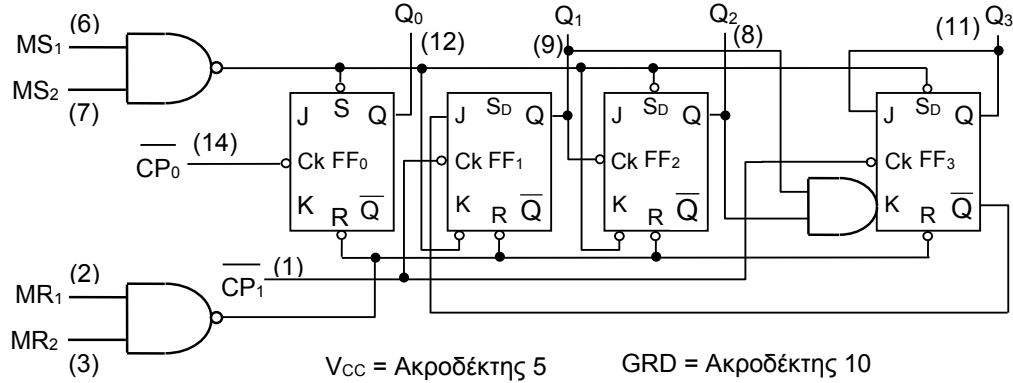 (6)
MS1
MS2
(7)
Q0
(12)
Q1
(9)
Q2
(8)
(11)
Q3
CP0
(14)
J
S
Q
Ck FF0
K
R
Q
J
SD
Q
Ck FF1
K
R
Q
J
SD
Q
Ck FF2
K
R
Q
J
Q
Ck FF3
K
R
Q
(2)
MR1
MR2
(3)
CP1
(1)
VCC = Ακροδέκτης 5
GRD = Ακροδέκτης 10